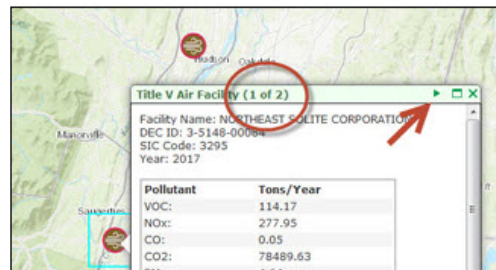 Hudson Oakdale
Title V Air Facility (1 of 2)
Facility Name: NORTHEAST SOLITE CORPORATION
DEC ID: 3-5148-00084
SIC Code: 3295
Year: 2017
Manorville
Pollutant Tons/Year
VOC: 114.17
NOx: 277.95
Saugerties
CO: 0.05
CO2: 78489.63